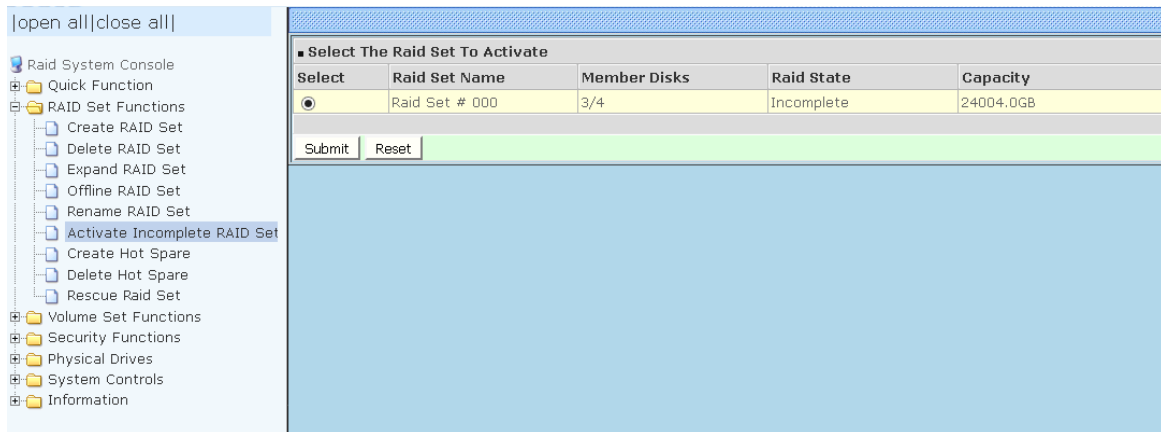 |open all|close all|
Raid System Console
Quick Function
RAID Set Functions
Create RAID Set
Delete RAID Set
Expand RAID Set
Offline RAID Set
Rename RAID Set
Activate Incomplete RAID Set
Create Hot Spare
Delete Hot Spare
Rescue Raid Set
Volume Set Functions
Security Functions
Physical Drives
System Controls
Information
Select The Raid Set To Activate
Select Raid Set Name Member Disks Raid State Capacity
Raid Set # 000 3/4 Incomplete 24004.0GB
Submit Reset